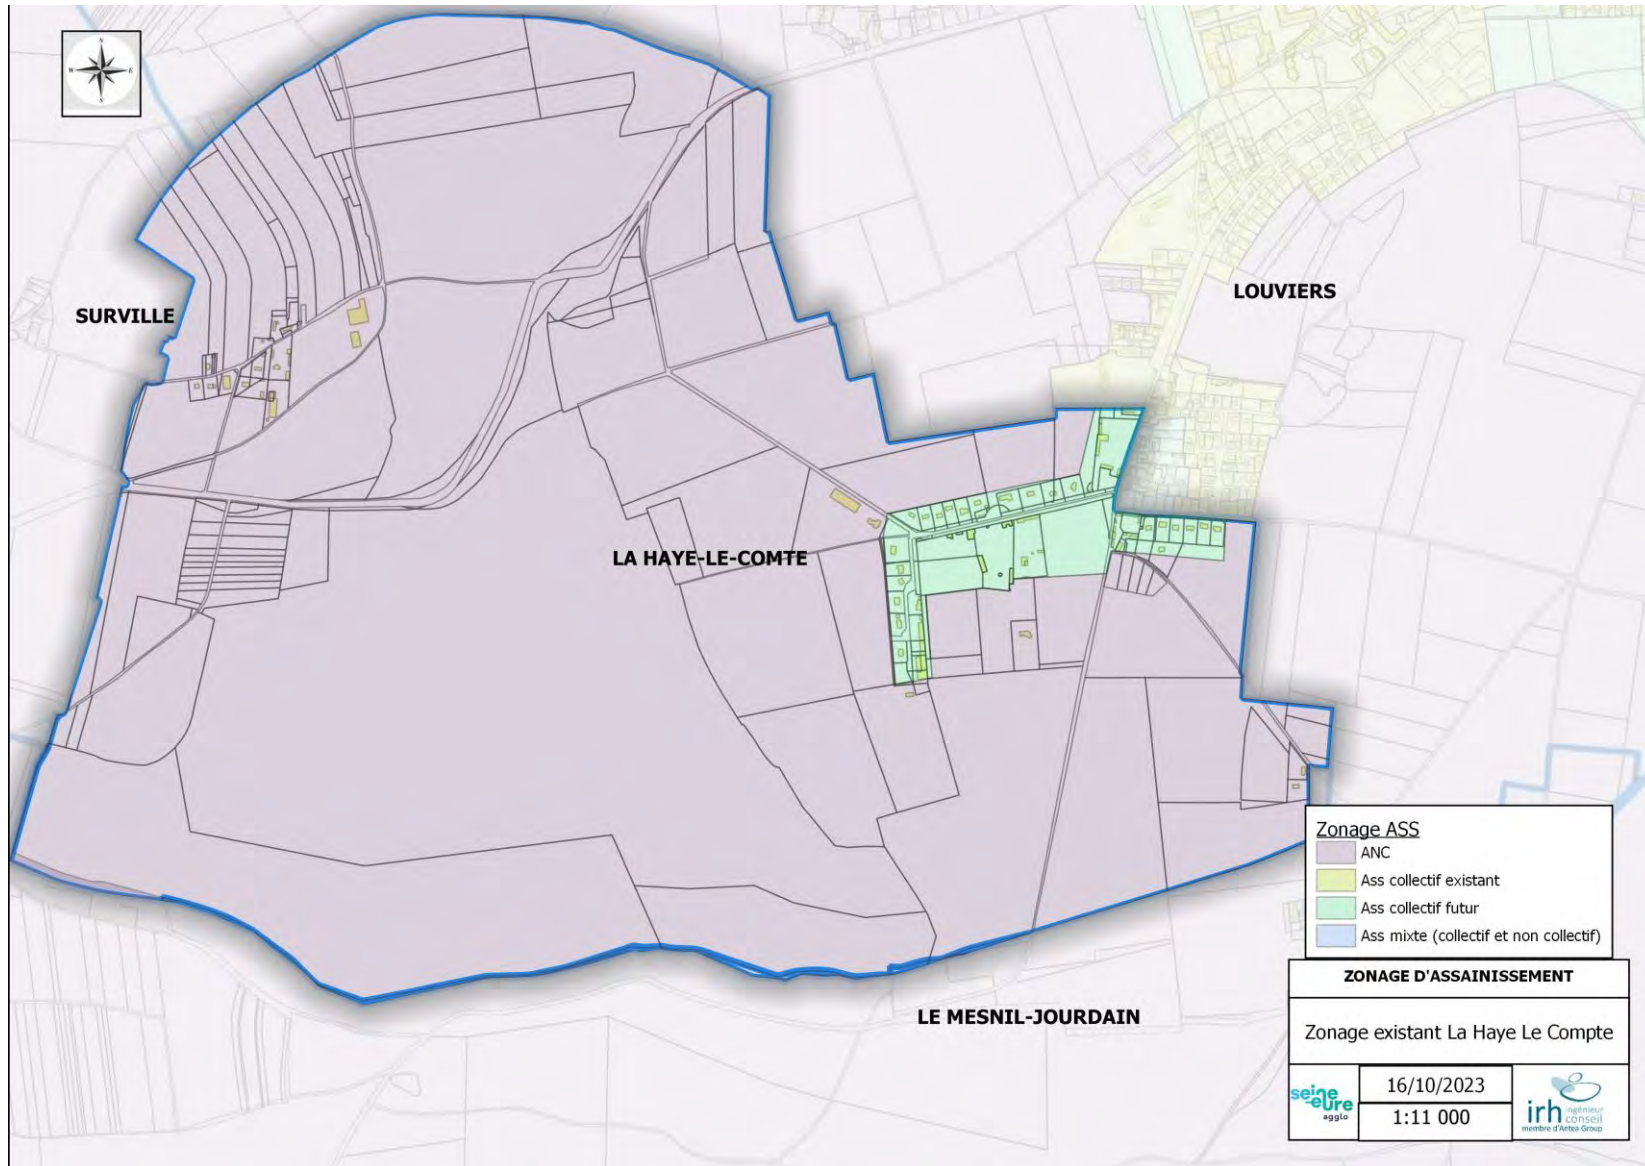 N
W E
S
SURVILLE
LOUVIERS
LA HAYE-LE-COMTE
LE MESNIL-JOURDAIN
Zonage ASS
ANC
Ass collectif existant
Ass collectif futur
Ass mixte (collectif et non collectif)
ZONAGE D'ASSAINISSEMENT
Zonage existant La Haye Le Compte
seine
eure
agglo
16/10/2023
1:11 000
irh ingénieur
conseil
membre d'Antea Group